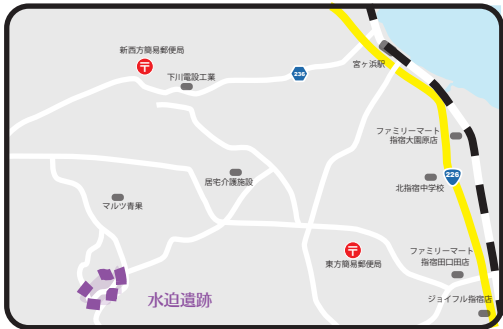 新西方簡易郵便局
〒
下川電設工業
236
宮ヶ浜駅
ファミリーマート
指宿大園原店
226
居宅介護施設
北指宿中学校
マルツ青果
〒
東方簡易郵便局
ファミリーマート
指宿田口田店
水迫遺跡
ジョイフル指宿店